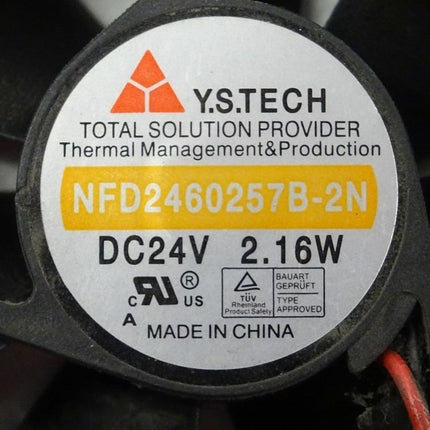 Y.S.TECH
TOTAL SOLUTION PROVIDER
Thermal Management&Production
NFD2460257B-2N
DC24V 2.16W
c RU ® US
A
TÜV
Rheinland
Product Safety
BAUART
GEPRÜFT
TYPE
APPROVED
MADE IN CHINA